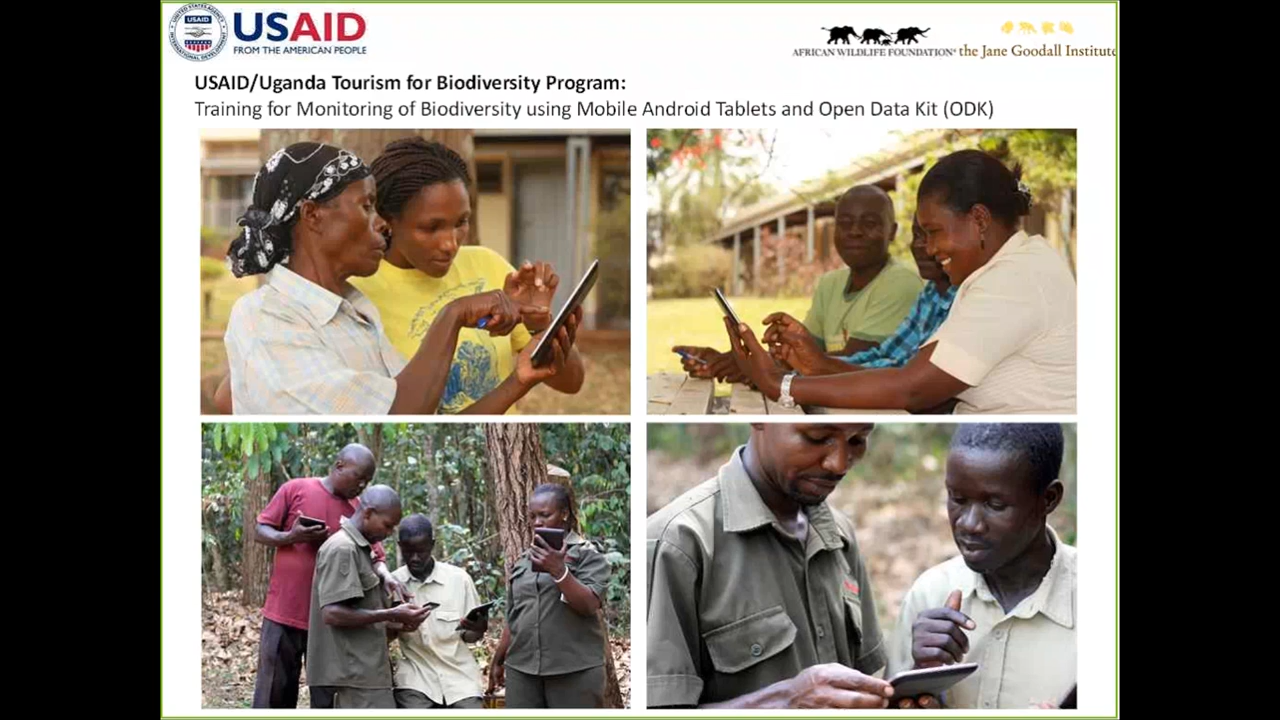 USAID
FROM THE AMERICAN PEOPLE
AFRICAN WILDLIFE FOUNDATION® the Jane Goodall Institute
USAID/Uganda Tourism for Biodiversity Program:
Training for Monitoring of Biodiversity using Mobile Android Tablets and Open Data Kit (ODK)